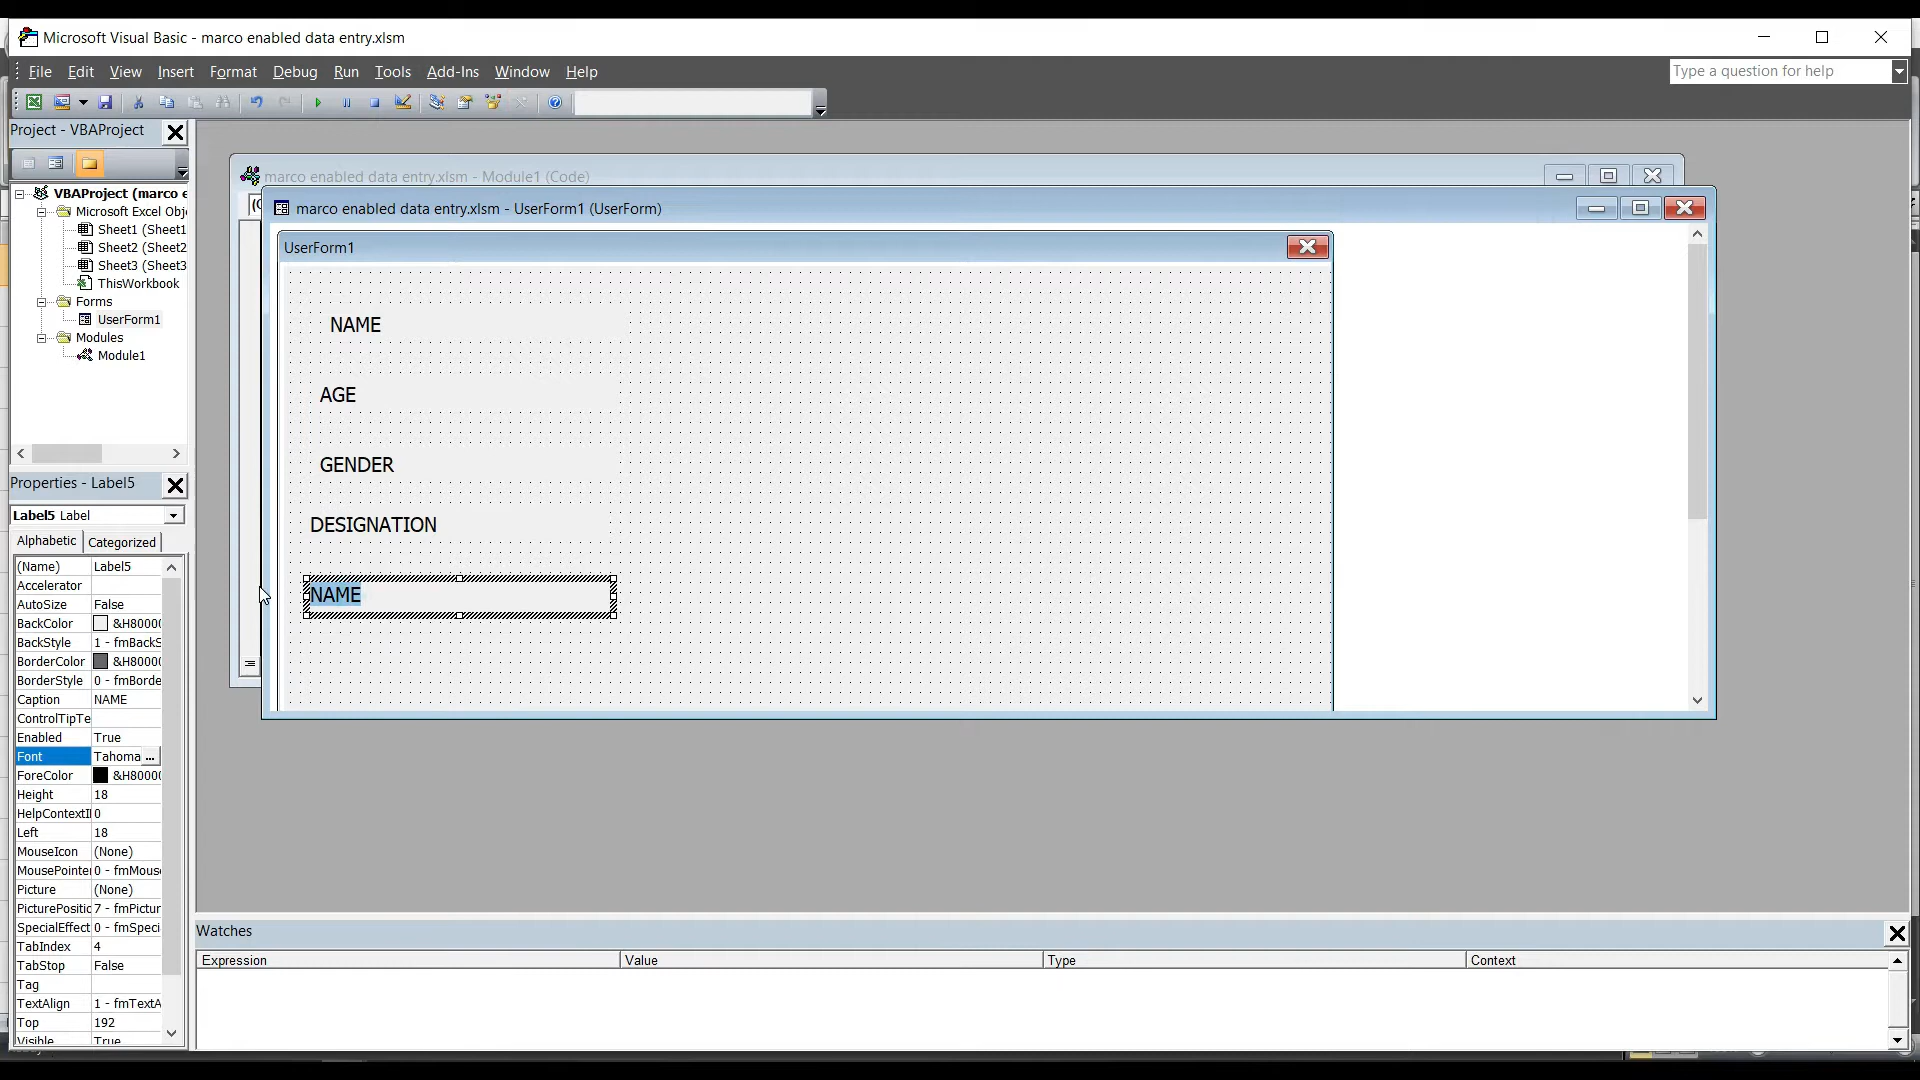 Microsoft Visual Basic - marco enabled data entry.xlsm
File Edit View Insert Format Debug Run Tools Add-Ins Window Help
Type a question for help
Project - VBAProject
VBAProject (marco e
Microsoft Excel Obj
Sheet1 (Sheet1
Sheet2 (Sheet2
Sheet3 (Sheet3
ThisWorkbook
Forms
UserForm1
Modules
Module1
marco enabled data entry.xlsm - Module1 (Code)
marco enabled data entry.xlsm - UserForm1 (UserForm)
UserForm1
NAME
AGE
GENDER
DESIGNATION
NAME
Properties - Label5
Label5 Label
Alphabetic Categorized
(Name) Label5
Accelerator
AutoSize False
BackColor &H8000
BackStyle 1 - fmBackS
BorderColor &H8000
BorderStyle 0 - fmBorde
Caption NAME
ControlTipTe
Enabled True
Font Tahoma ...
ForeColor &H8000
Height 18
HelpContextI 0
Left 18
MouseIcon (None)
MousePointer 0 - fmMous
Picture (None)
PicturePositic 7 - fmPictur
SpecialEffect 0 - fmSpeci
TabIndex 4
TabStop False
Tag
TextAlign 1 - fmTextA
Top 192
Visible True
Watches
Expression Value Type Context